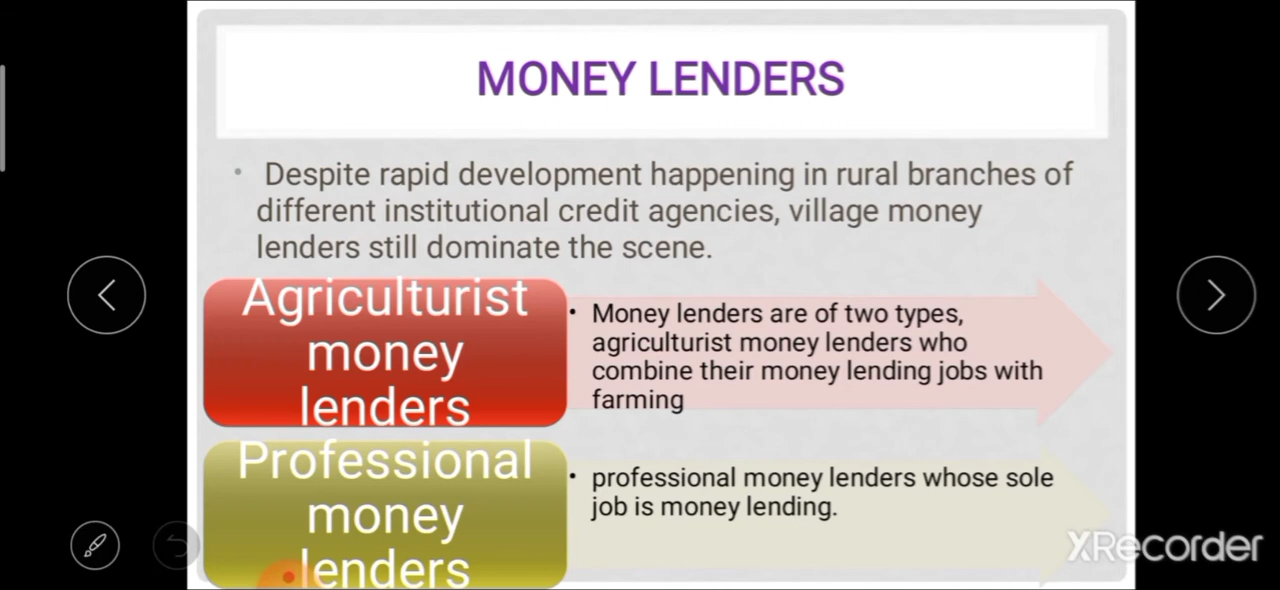 MONEY LENDERS
• Despite rapid development happening in rural branches of
different institutional credit agencies, village money
lenders still dominate the scene.
Agriculturist
money
lenders
• Money lenders are of two types,
agriculturist money lenders who
combine their money lending jobs with
farming
Professional
money
lenders
• professional money lenders whose sole
job is money lending.
XRecorder